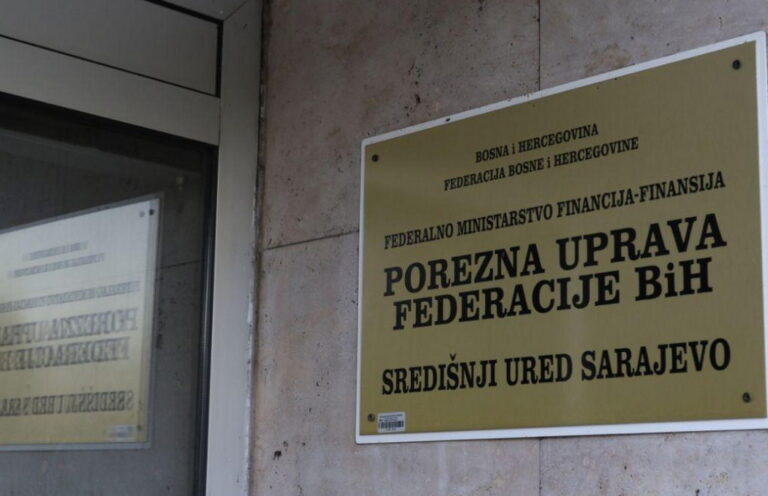 BOSNA i HERCEGOVINA
FEDERACIJA BOSNE i HERCEGOVINE
FEDERALNO MINISTARSTVO FINANCIJA-FINANSIJA
POREZNA UPRAVA
FEDERACIJE BiH
SREDIŠNJI URED SARAJEVO